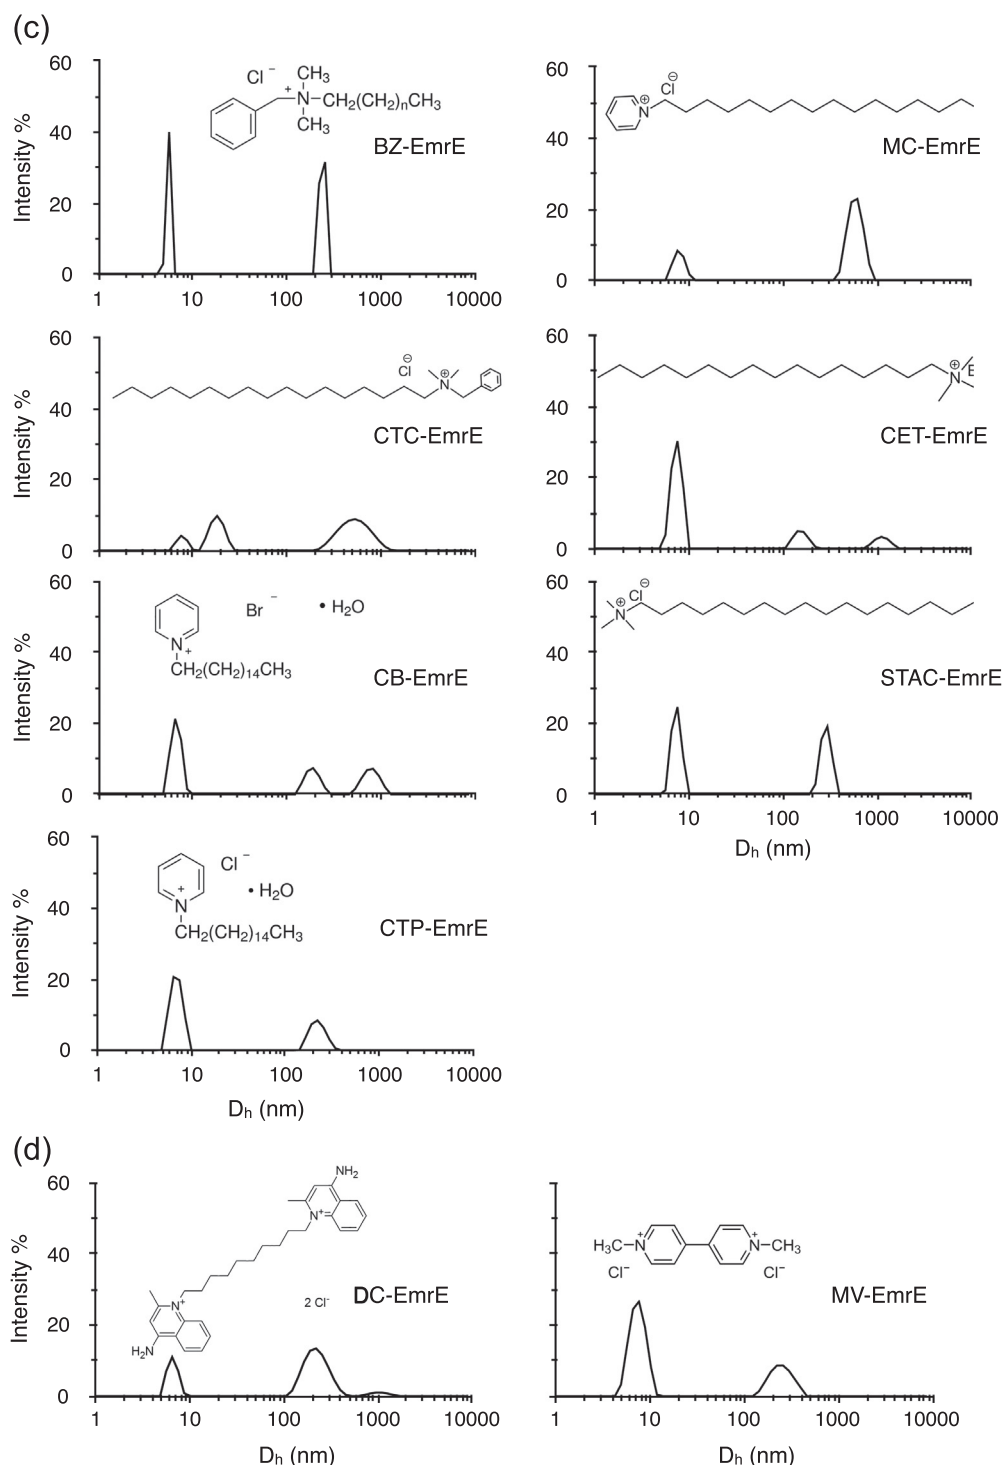 (c)
60
40
20
0
Intensity %
Cl −
CH3
+
N
CH2(CH2)nCH3
CH3
BZ-EmrE
1 10 100 1000 10000
60
40
20
0
Cl ⊖
N ⊕
MC-EmrE
60
40
20
0
Intensity %
Cl ⊖
N ⊕
CTC-EmrE
60
40
20
0
N ⊕
CET-EmrE
60
40
20
0
Intensity %
Br −
• H2O
N +
CH2(CH2)14CH3
CB-EmrE
60
40
20
0
N ⊕ Cl ⊖
STAC-EmrE
1 10 100 1000 10000
Dh (nm)
60
40
20
0
Intensity %
Cl −
• H2O
+
N
CH2(CH2)14CH3
CTP-EmrE
1 10 100 1000 10000
Dh (nm)
(d)
60
40
20
0
Intensity %
NH2
N+
N+
2 Cl-
H2N
DC-EmrE
1 10 100 1000 10000
Dh (nm)
H3C N + N + CH3
Cl− Cl−
MV-EmrE
1 10 100 1000 10000
Dh (nm)